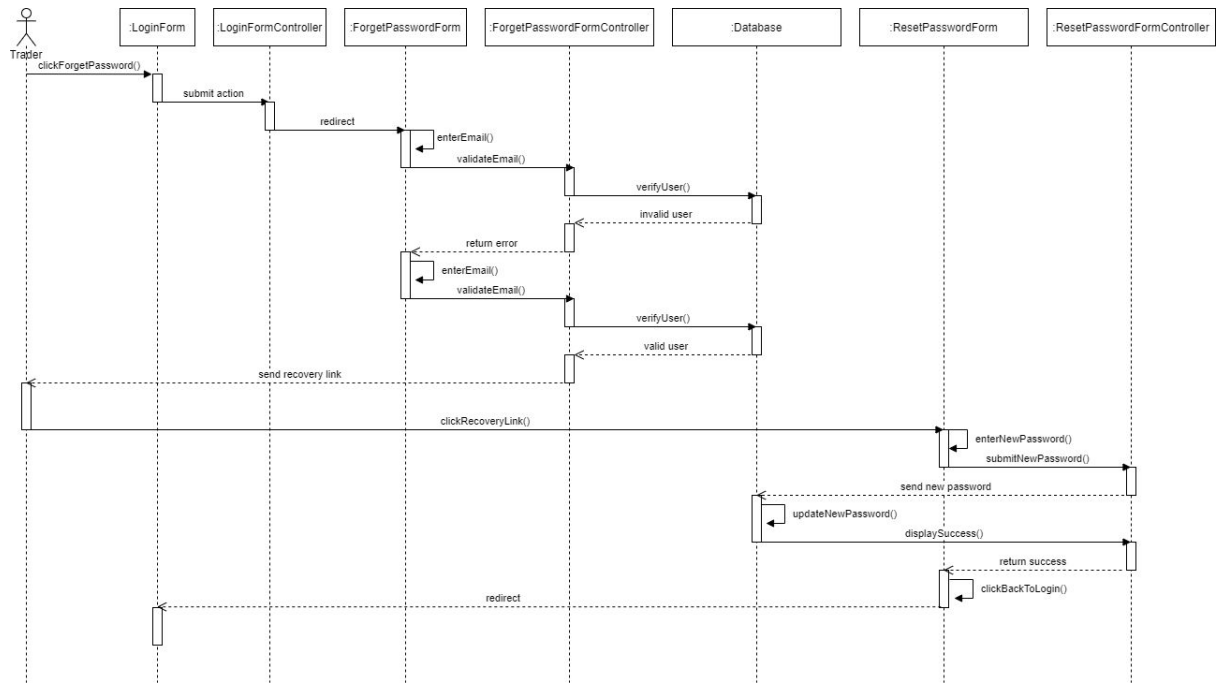 :LoginForm
:LoginFormController
:ForgetPasswordForm
:ForgetPasswordFormController
:Database
:ResetPasswordForm
:ResetPasswordFormController
Trader
clickForgetPassword()
submit action
redirect
enterEmail()
validateEmail()
verifyUser()
invalid user
return error
enterEmail()
validateEmail()
verifyUser()
valid user
send recovery link
clickRecoveryLink()
enterNewPassword()
submitNewPassword()
send new password
updateNewPassword()
displaySuccess()
return success
clickBackToLogin()
redirect